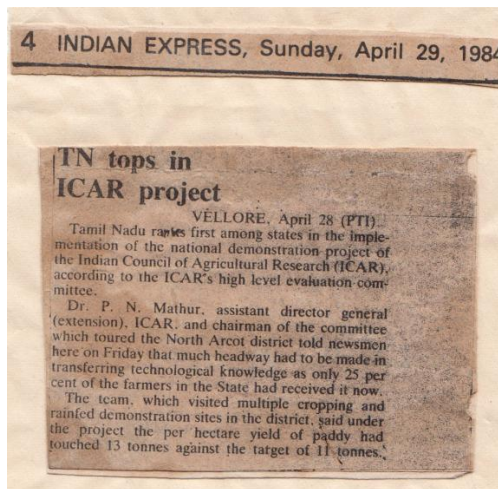 4 INDIAN EXPRESS, Sunday, April 29, 1984
TN tops in
ICAR project
VELLORE, April 28 (PTI)
Tamil Nadu ranks first among states in the imple-
mentation of the national demonstration project of
the Indian Council of Agricultural Research (ICAR),
according to the ICAR's high level evaluation com-
mittee.
Dr. P. N. Mathur, assistant director general
(extension), ICAR, and chairman of the committee
which toured the North Arcot district told newsmen
here on Friday that much headway had to be made in
transferring technological knowledge as only 25 per
cent of the farmers in the State had received it now.
The team, which visited multiple cropping and
rainfed demonstration sites in the district, said under
the project the per hectare yield of paddy had
touched 13 tonnes against the tatget of 11 tonnes.